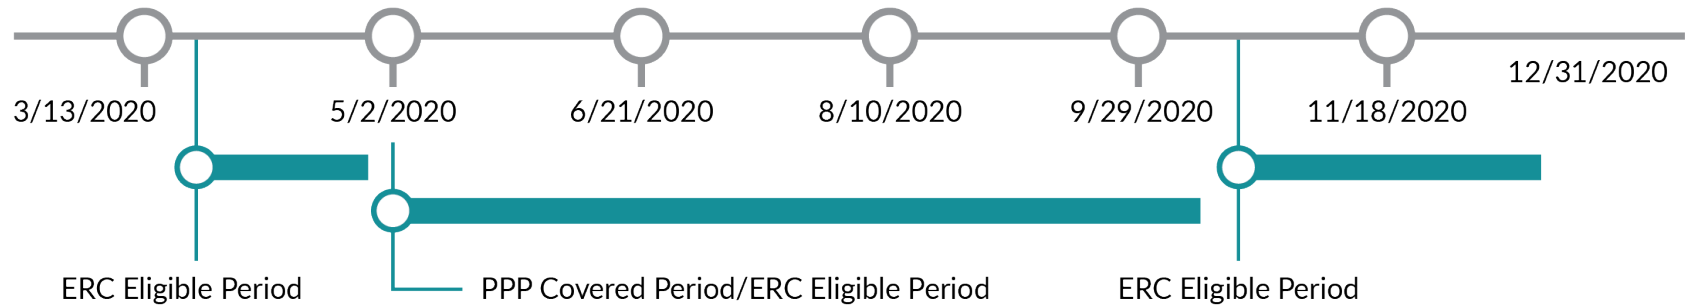 12/31/2020
3/13/2020
5/2/2020
6/21/2020
8/10/2020
9/29/2020
11/18/2020
ERC Eligible Period
PPP Covered Period/ERC Eligible Period
ERC Eligible Period